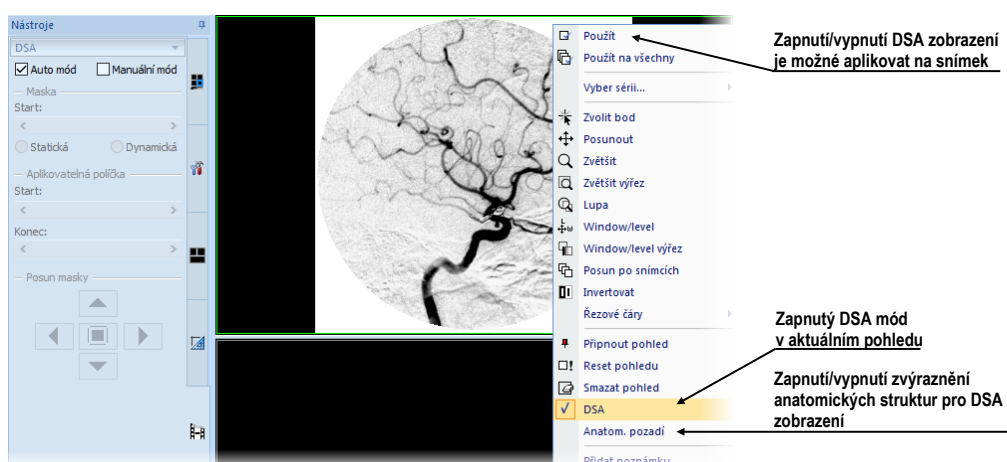 Nástroje
DSA
Auto mód
Manuální mód
Maska
Start:
Statická
Dynamická
Aplikovatelná políčka
Start:
Konec:
Posun masky
Použít
Použít na všechny
Vyber sérii...
Zvolit bod
Posunout
Zvětšit
Zvětšit výřez
Lupa
Window/level
Window/level výřez
Posun po snímcích
Invertovat
Řezové čáry
Připnout pohled
Reset pohledu
Smazat pohled
DSA
Anatom. pozadí
Přidat poznámku
Zapnutí/vypnutí DSA zobrazení
je možné aplikovat na snímek
Zapnutý DSA mód
v aktuálním pohledu
Zapnutí/vypnutí zvýraznění
anatomických struktur pro DSA
zobrazení